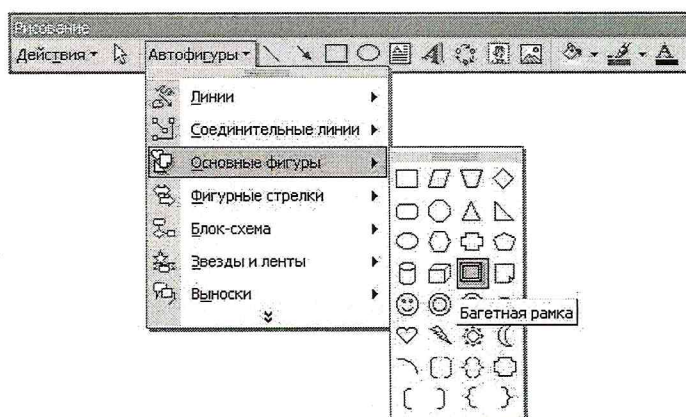 Рисование
Действия Автофигуры
Линии
Соединительные линии
Основные фигуры
Фигурные стрелки
Блок-схема
Звезды и ленты
Выноски
Багетная рамка